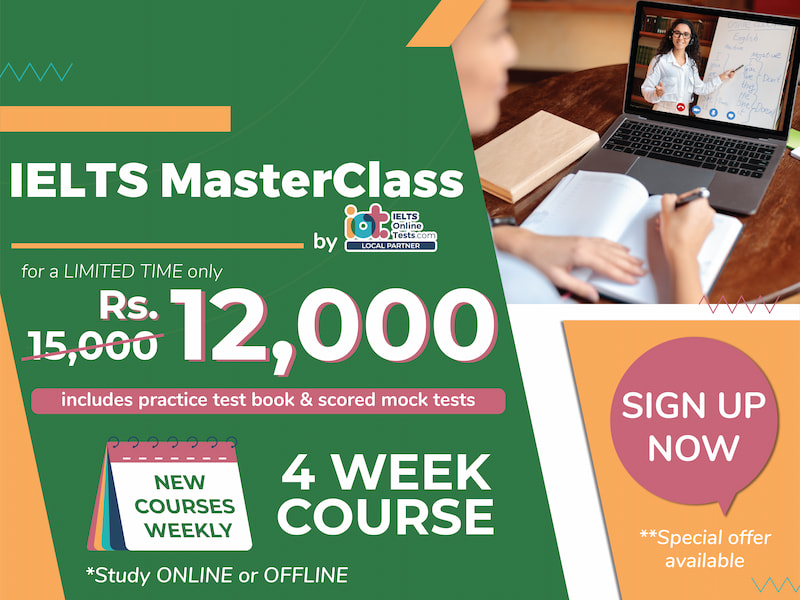 IELTS MasterClass
by iot IELTS
Online
Tests.com
LOCAL PARTNER
for a LIMITED TIME only
Rs.
15,000 12,000
includes practice test book & scored mock tests
NEW
COURSES
WEEKLY
4 WEEK
COURSE
*Study ONLINE or OFFLINE
SIGN UP
NOW
**Special offer
available
English